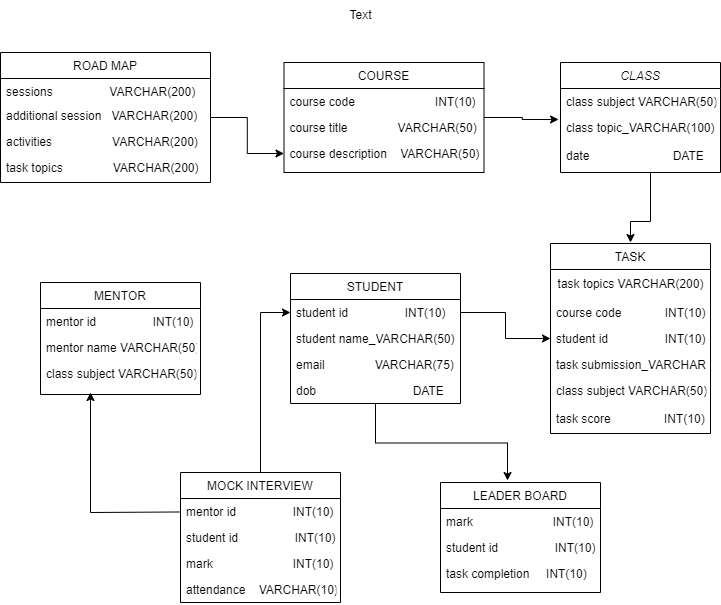 Text
ROAD MAP
sessions VARCHAR(200)
additional session VARCHAR(200)
activities VARCHAR(200)
task topics VARCHAR(200)
COURSE
course code INT(10)
course title VARCHAR(50)
course description VARCHAR(50)
CLASS
class subject VARCHAR(50)
class topic_VARCHAR(100)
date DATE
TASK
task topics VARCHAR(200)
course code INT(10)
student id INT(10)
task submission_VARCHAR
class subject VARCHAR(50)
task score INT(10)
STUDENT
student id INT(10)
student name_VARCHAR(50)
email VARCHAR(75)
dob DATE
MENTOR
mentor id INT(10)
mentor name VARCHAR(50
class subject VARCHAR(50)
MOCK INTERVIEW
mentor id INT(10)
student id INT(10)
mark INT(10)
attendance VARCHAR(10)
LEADER BOARD
mark INT(10)
student id INT(10)
task completion INT(10)